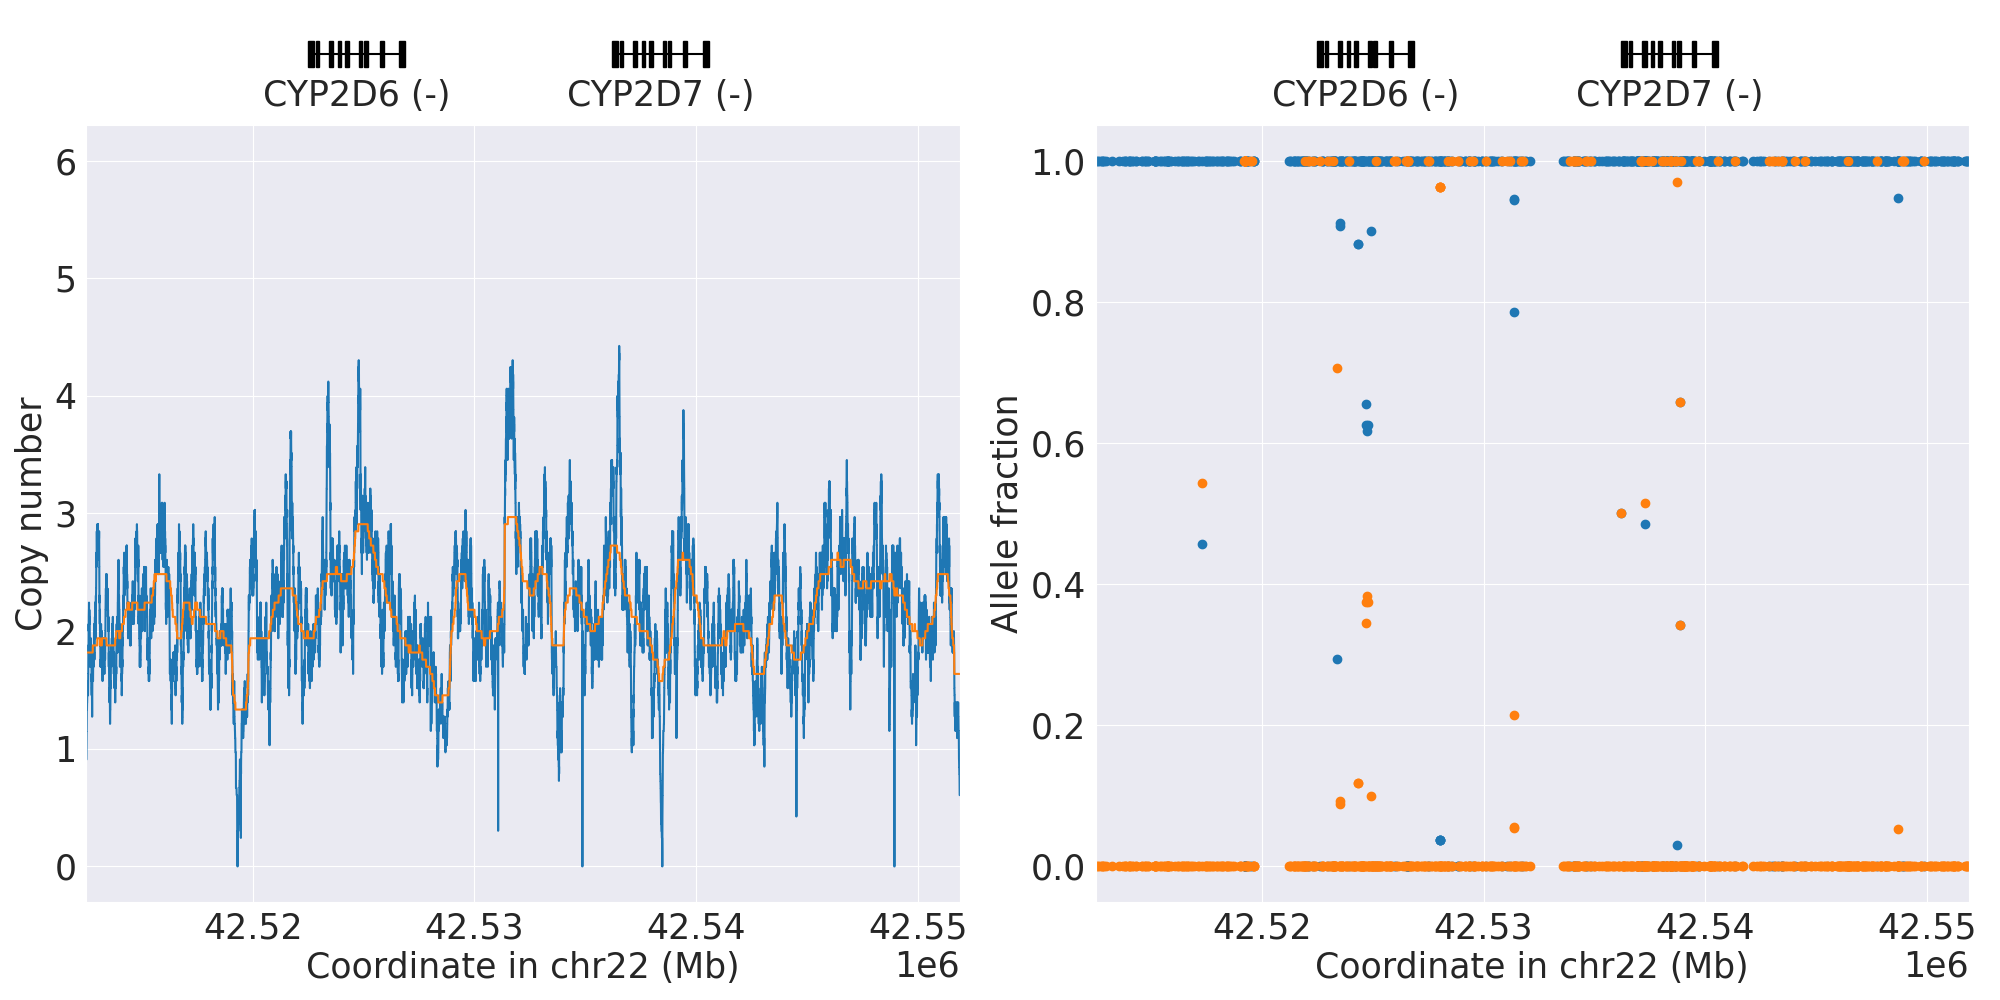 CYP2D6 (-)
CYP2D7 (-)
6
5
4
3
2
1
0
Copy number
42.52
42.53
42.54
42.55
Coordinate in chr22 (Mb)
1e6
CYP2D6 (-)
CYP2D7 (-)
1.0
0.8
0.6
0.4
0.2
0.0
Allele fraction
42.52
42.53
42.54
42.55
Coordinate in chr22 (Mb)
1e6